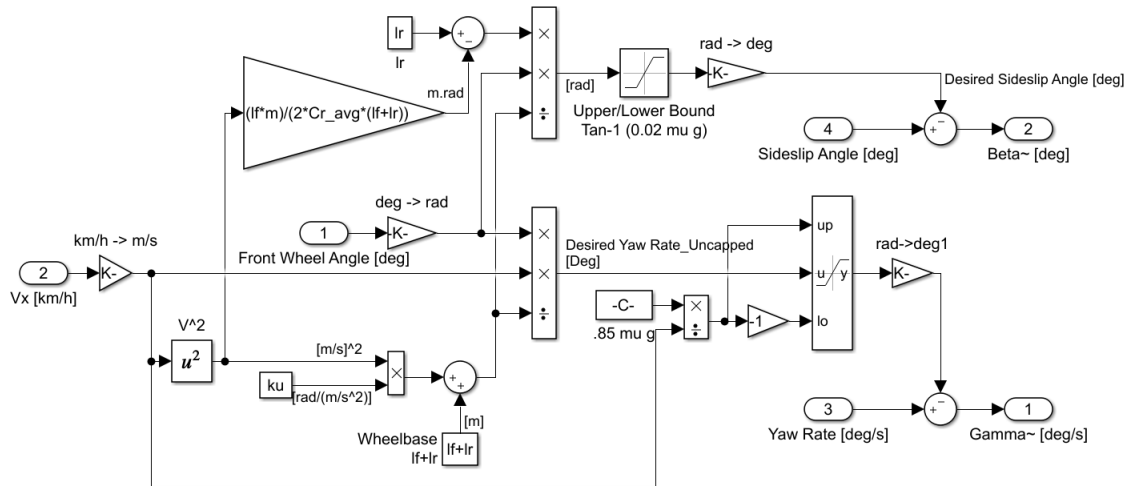 lr
lr
+
−
×
×
÷
(lf*m)/(2*Cr_avg*(lf+lr))
m.rad
[rad]
Upper/Lower Bound
Tan-1 (0.02 mu g)
rad -> deg
-K-
Desired Sideslip Angle [deg]
4
Sideslip Angle [deg]
+
−
2
Beta~ [deg]
deg -> rad
1
-K-
Front Wheel Angle [deg]
km/h -> m/s
2
K-
Vx [km/h]
×
×
÷
Desired Yaw Rate_Uncapped
[Deg]
up
u
y
lo
rad->deg1
K-
-C-
.85 mu g
×
÷
-1
V^2
u²
[m/s]^2
ku
[rad/(m/s^2)]
×
+
+
[m]
Wheelbase
lf+lr
lf+lr
3
Yaw Rate [deg/s]
+
−
1
Gamma~ [deg/s]